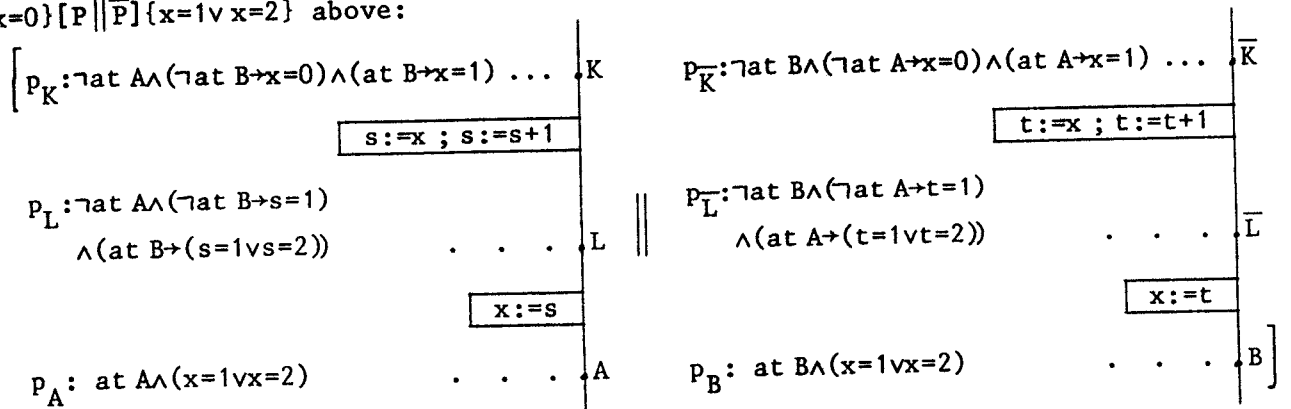 x=0}[P||P̅]{x=1∨x=2} above:
[ p_K:¬at A∧(¬at B→x=0)∧(at B→x=1) ... K
s:=x ; s:=s+1
p_L:¬at A∧(¬at B→s=1)
∧(at B→(s=1∨s=2)) . . . L
x:=s
p_A: at A∧(x=1∨x=2) . . . A
||
p_K̅:¬at B∧(¬at A→x=0)∧(at A→x=1) ... K̅
t:=x ; t:=t+1
p_L̅:¬at B∧(¬at A→t=1)
∧(at A→(t=1∨t=2)) . . . L̅
x:=t
p_B: at B∧(x=1∨x=2) . . . B ]